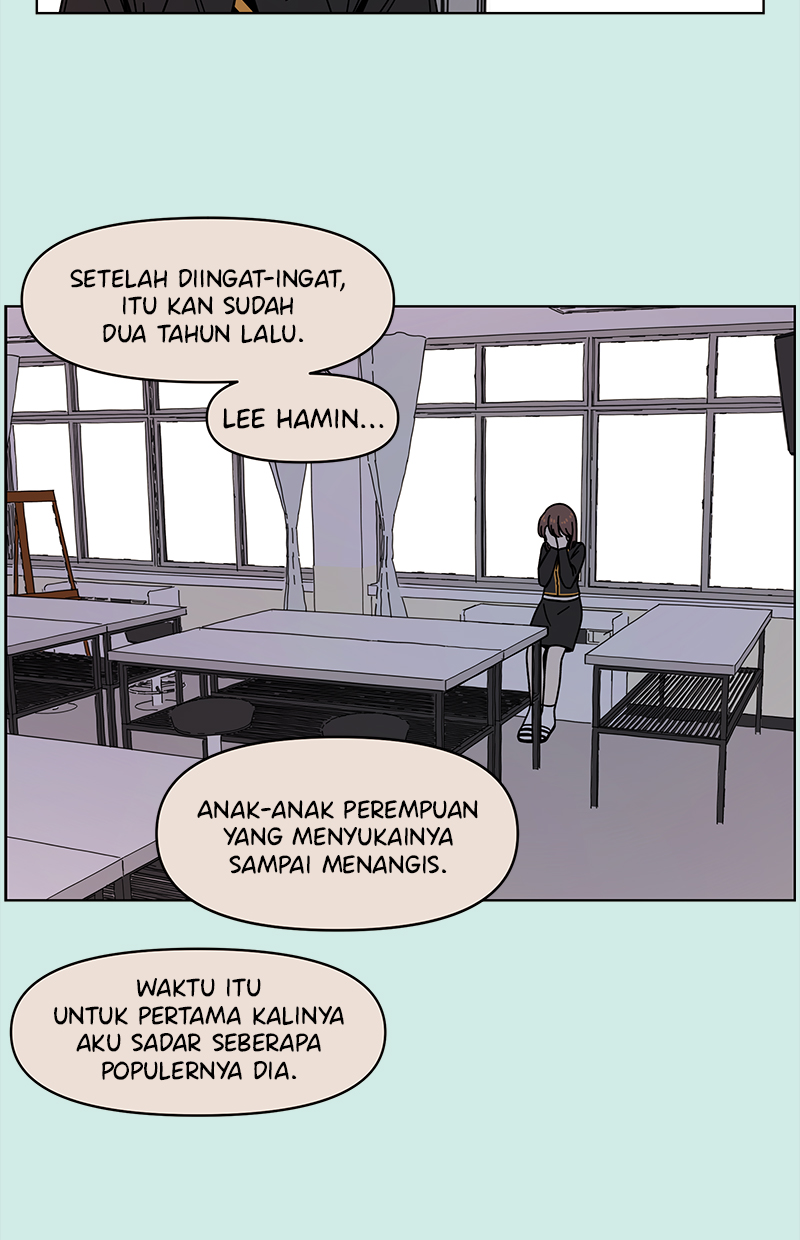 SETELAH DIINGAT-INGAT,
ITU KAN SUDAH
DUA TAHUN LALU.
LEE HAMIN...
ANAK-ANAK PEREMPUAN
YANG MENYUKAINYA
SAMPAI MENANGIS.
WAKTU ITU
UNTUK PERTAMA KALINYA
AKU SADAR SEBERAPA
POPULERNYA DIA.